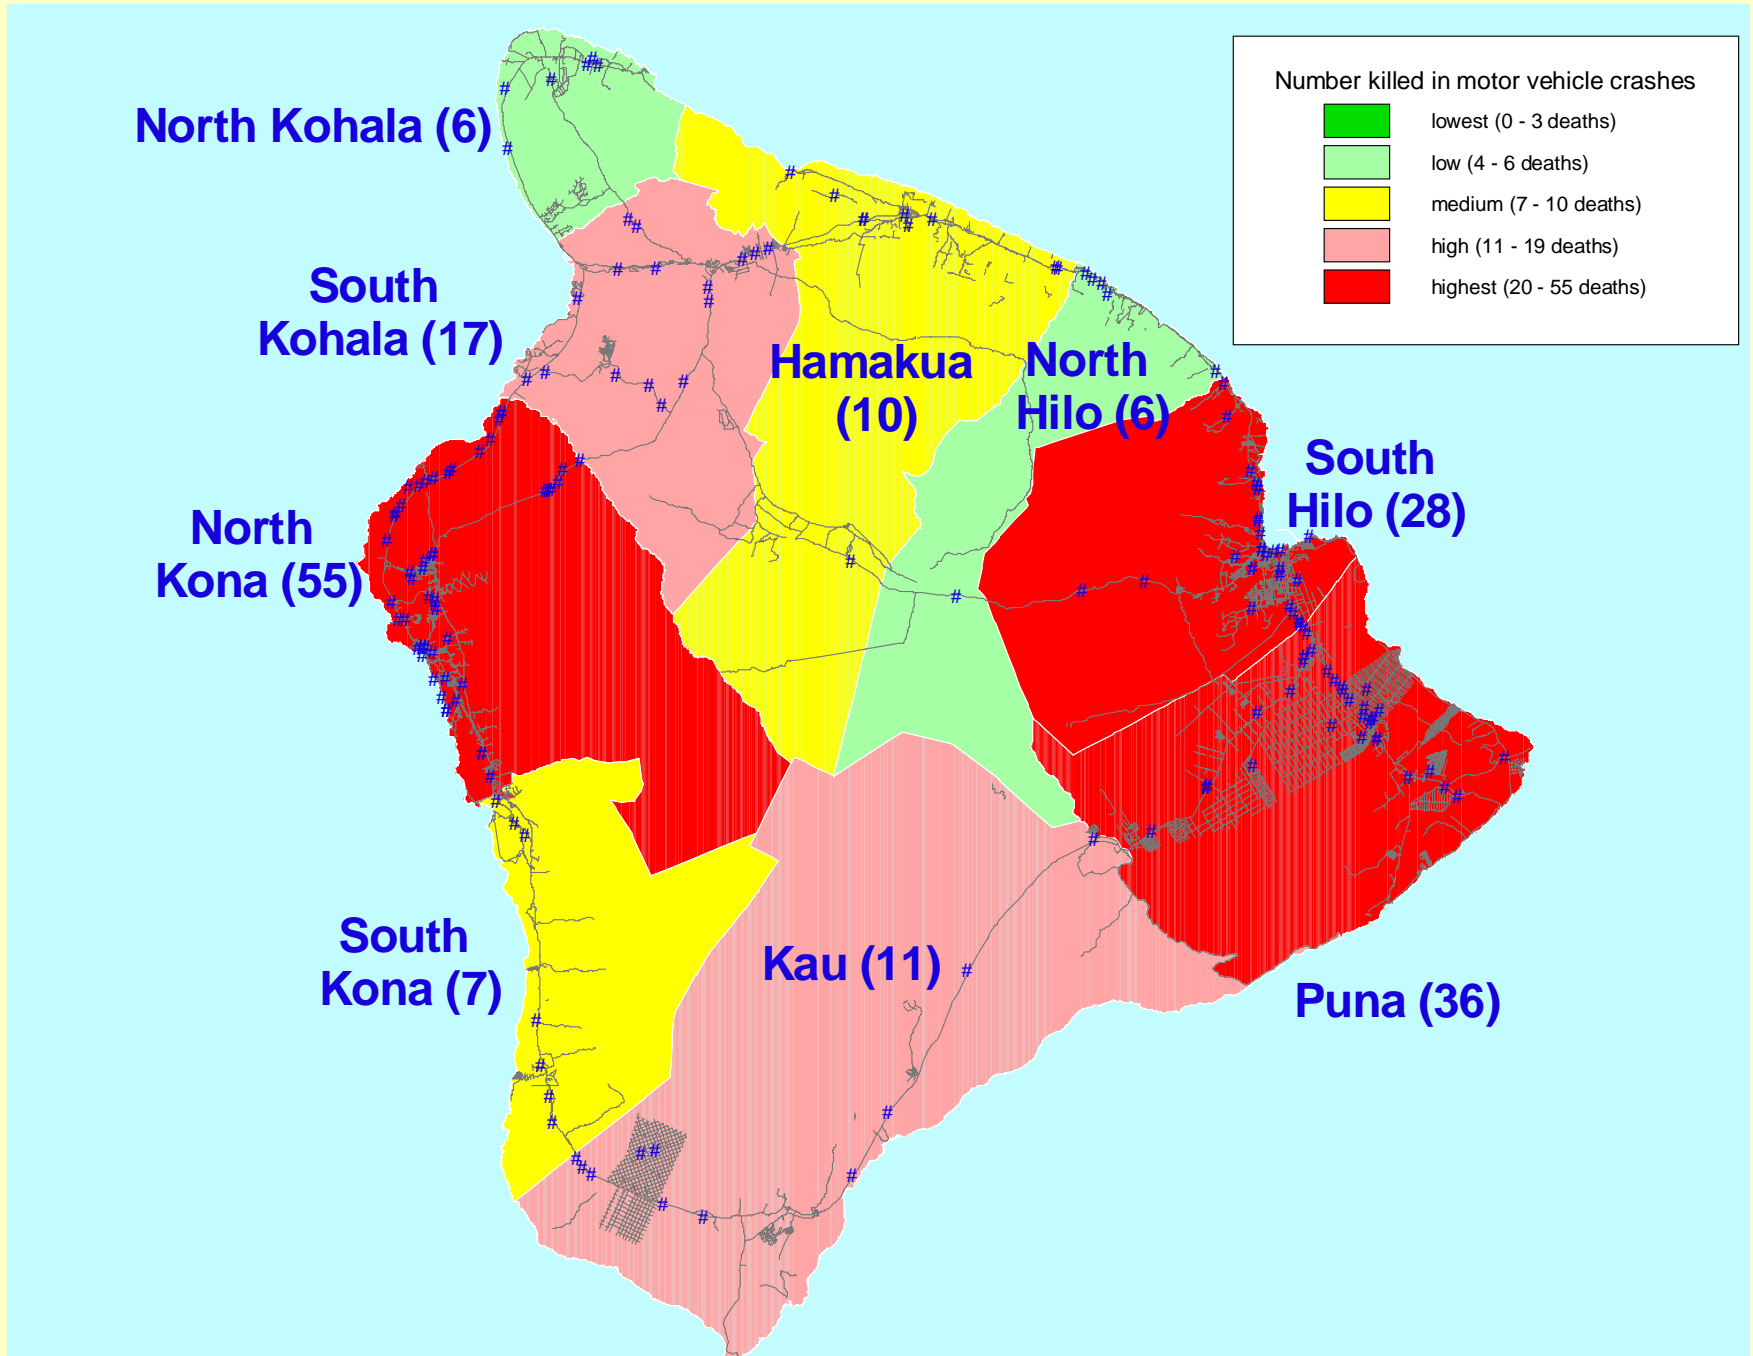 Number killed in motor vehicle crashes
lowest (0 - 3 deaths)
low (4 - 6 deaths)
medium (7 - 10 deaths)
high (11 - 19 deaths)
highest (20 - 55 deaths)
North Kohala (6)
South
Kohala (17)
Hamakua
(10)
North
Hilo (6)
South
Hilo (28)
North
Kona (55)
South
Kona (7)
Kau (11)
Puna (36)